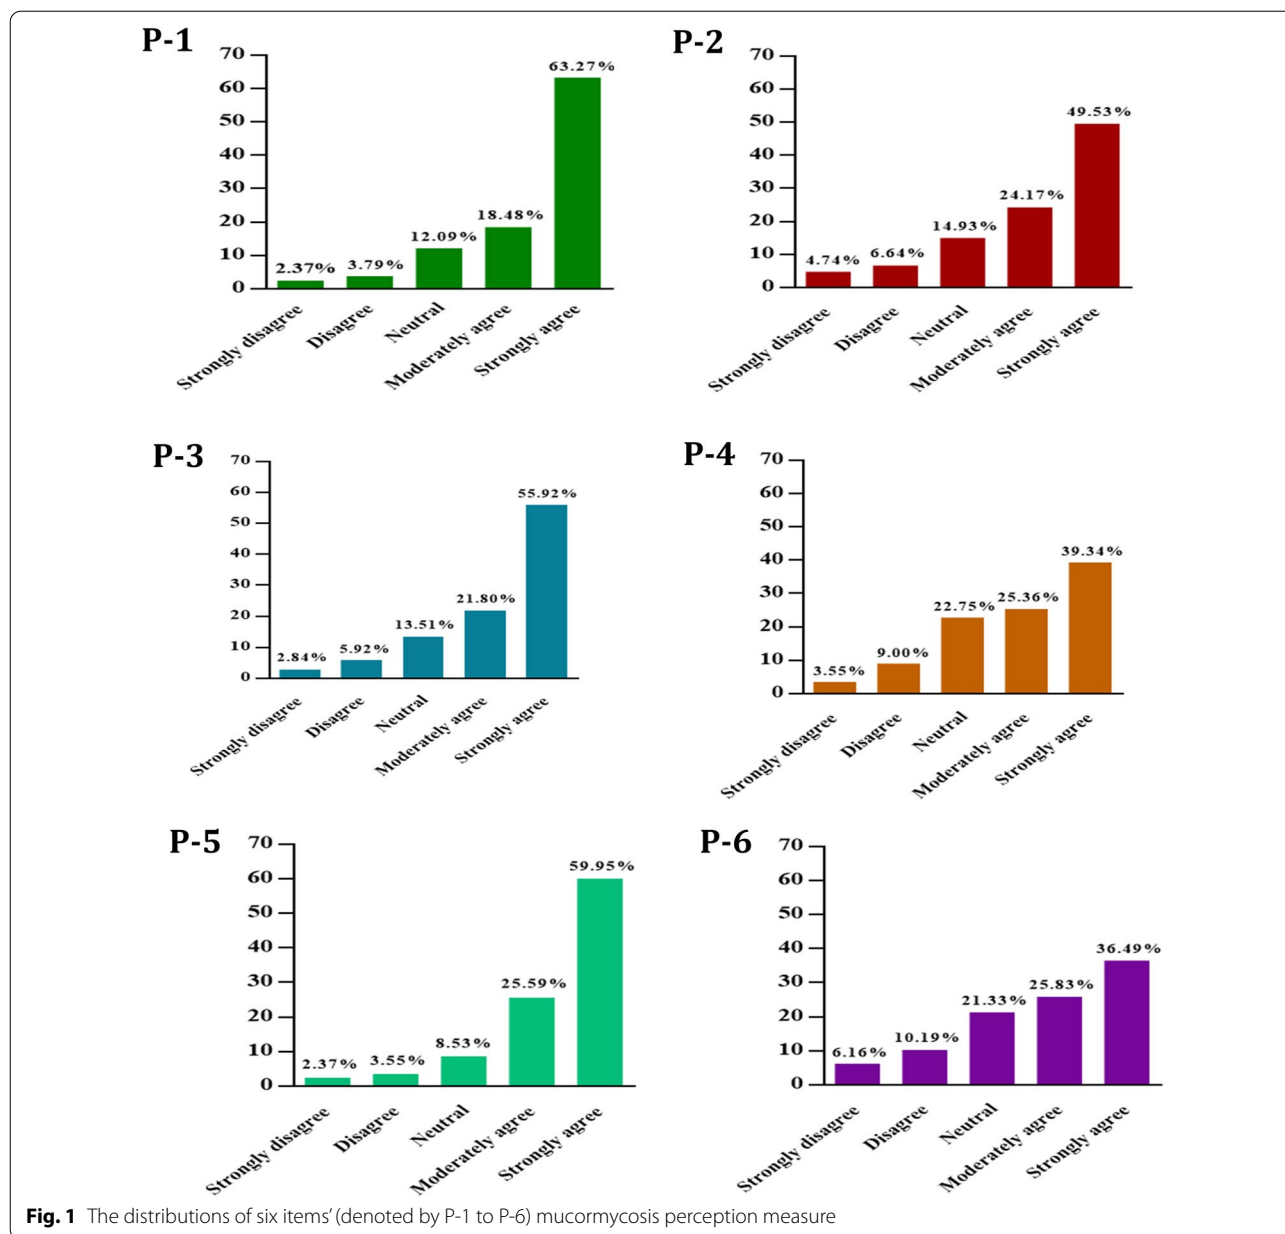 P-1
70
60
50
40
30
20
10
0
2.37%
3.79%
12.09%
18.48%
63.27%
Strongly disagree
Disagree
Neutral
Moderately agree
Strongly agree
P-2
70
60
50
40
30
20
10
0
4.74%
6.64%
14.93%
24.17%
49.53%
Strongly disagree
Disagree
Neutral
Moderately agree
Strongly agree
P-3
70
60
50
40
30
20
10
0
2.84%
5.92%
13.51%
21.80%
55.92%
Strongly disagree
Disagree
Neutral
Moderately agree
Strongly agree
P-4
70
60
50
40
30
20
10
0
3.55%
9.00%
22.75%
25.36%
39.34%
Strongly disagree
Disagree
Neutral
Moderately agree
Strongly agree
P-5
70
60
50
40
30
20
10
0
2.37%
3.55%
8.53%
25.59%
59.95%
Strongly disagree
Disagree
Neutral
Moderately agree
Strongly agree
P-6
70
60
50
40
30
20
10
0
6.16%
10.19%
21.33%
25.83%
36.49%
Strongly disagree
Disagree
Neutral
Moderately agree
Strongly agree
Fig. 1 The distributions of six items' (denoted by P-1 to P-6) mucormycosis perception measure